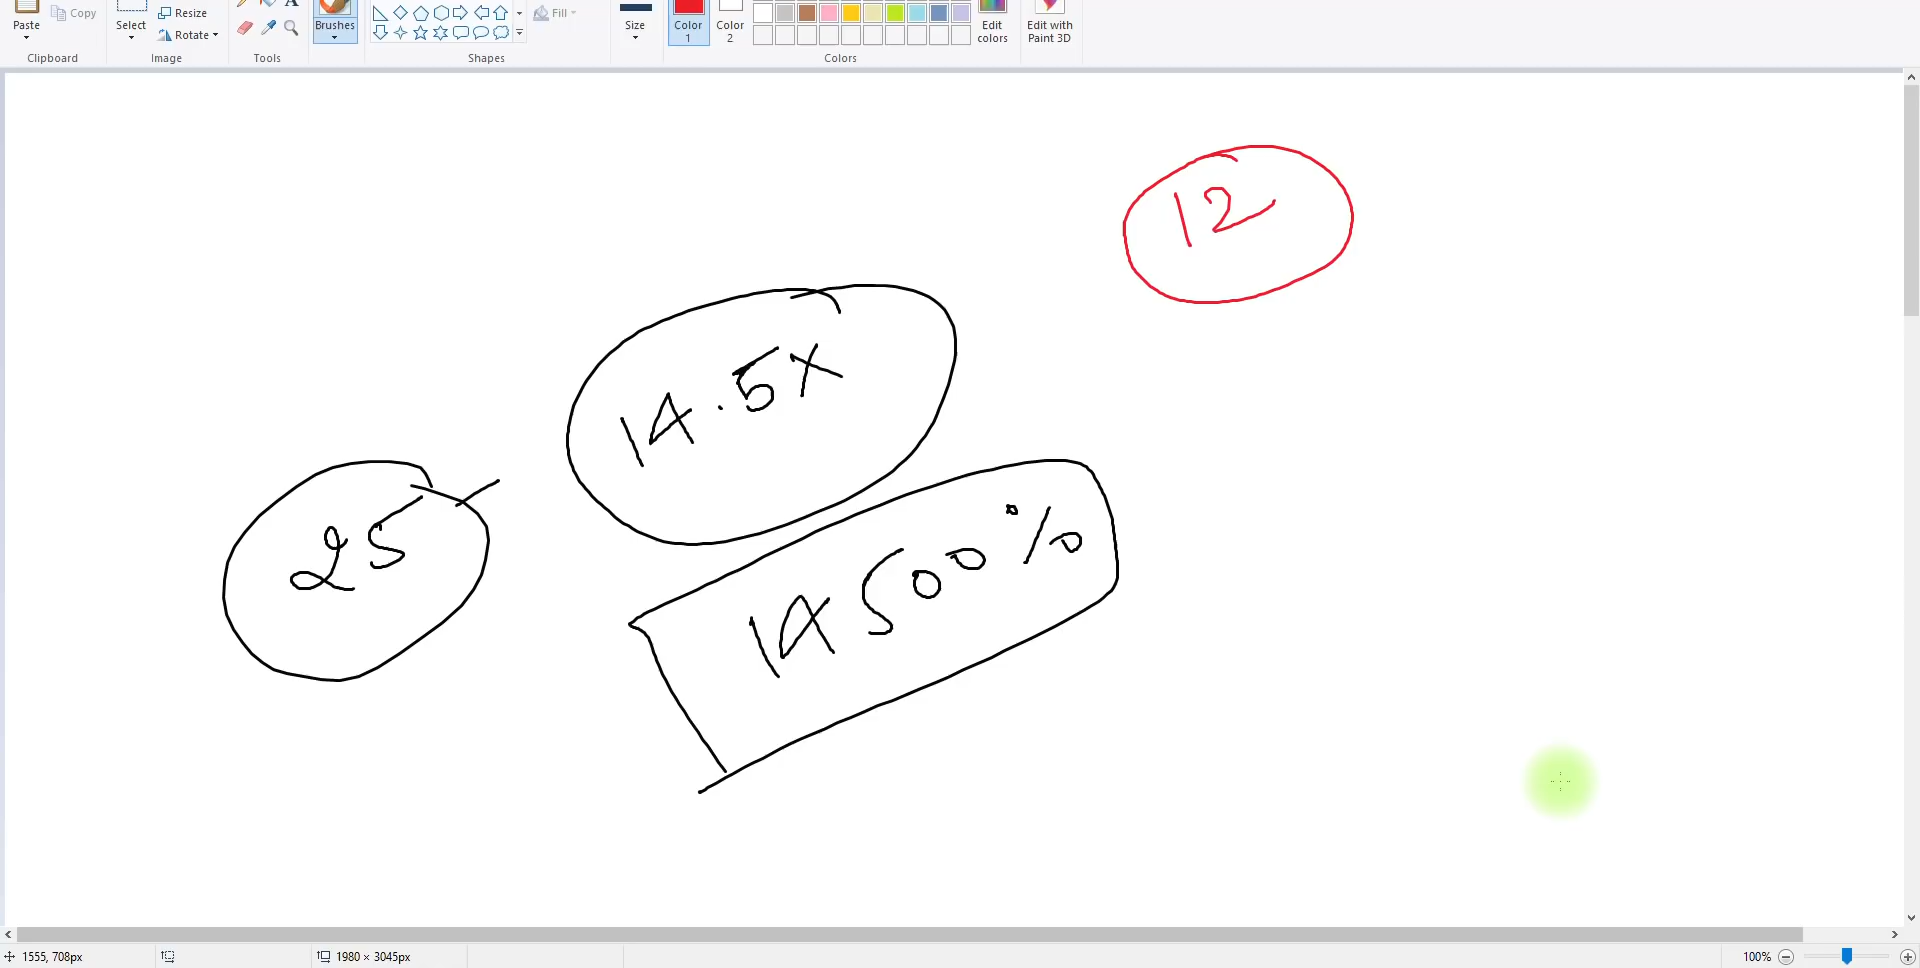 Paste
Copy
Clipboard
Select
Resize
Rotate
Image
A
Tools
Brushes
Fill
Shapes
Size
Color 1
Color 2
Edit colors
Colors
Edit with Paint 3D
12
14.5X
25
14500%
1555, 708px
1980 × 3045px
100%